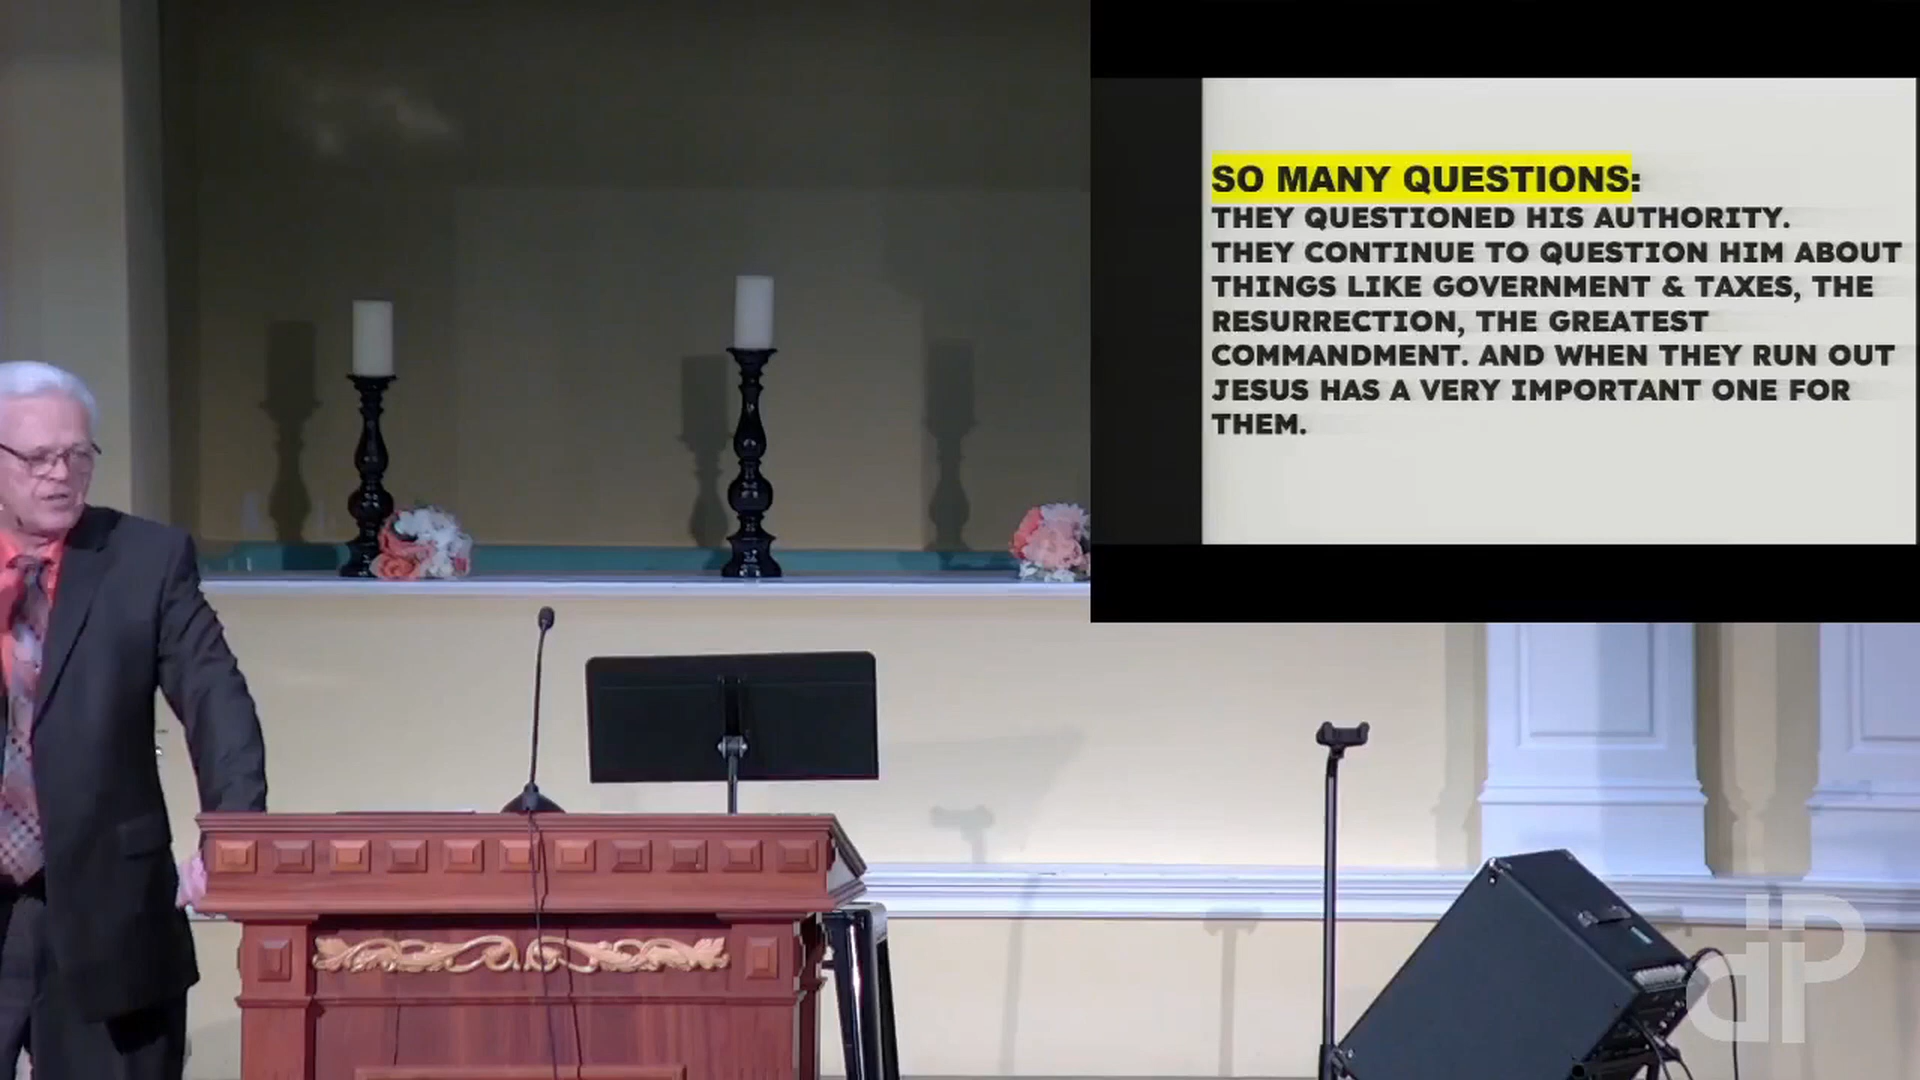 SO MANY QUESTIONS:
THEY QUESTIONED HIS AUTHORITY.
THEY CONTINUE TO QUESTION HIM ABOUT
THINGS LIKE GOVERNMENT & TAXES, THE
RESURRECTION, THE GREATEST
COMMANDMENT. AND WHEN THEY RUN OUT
JESUS HAS A VERY IMPORTANT ONE FOR
THEM.